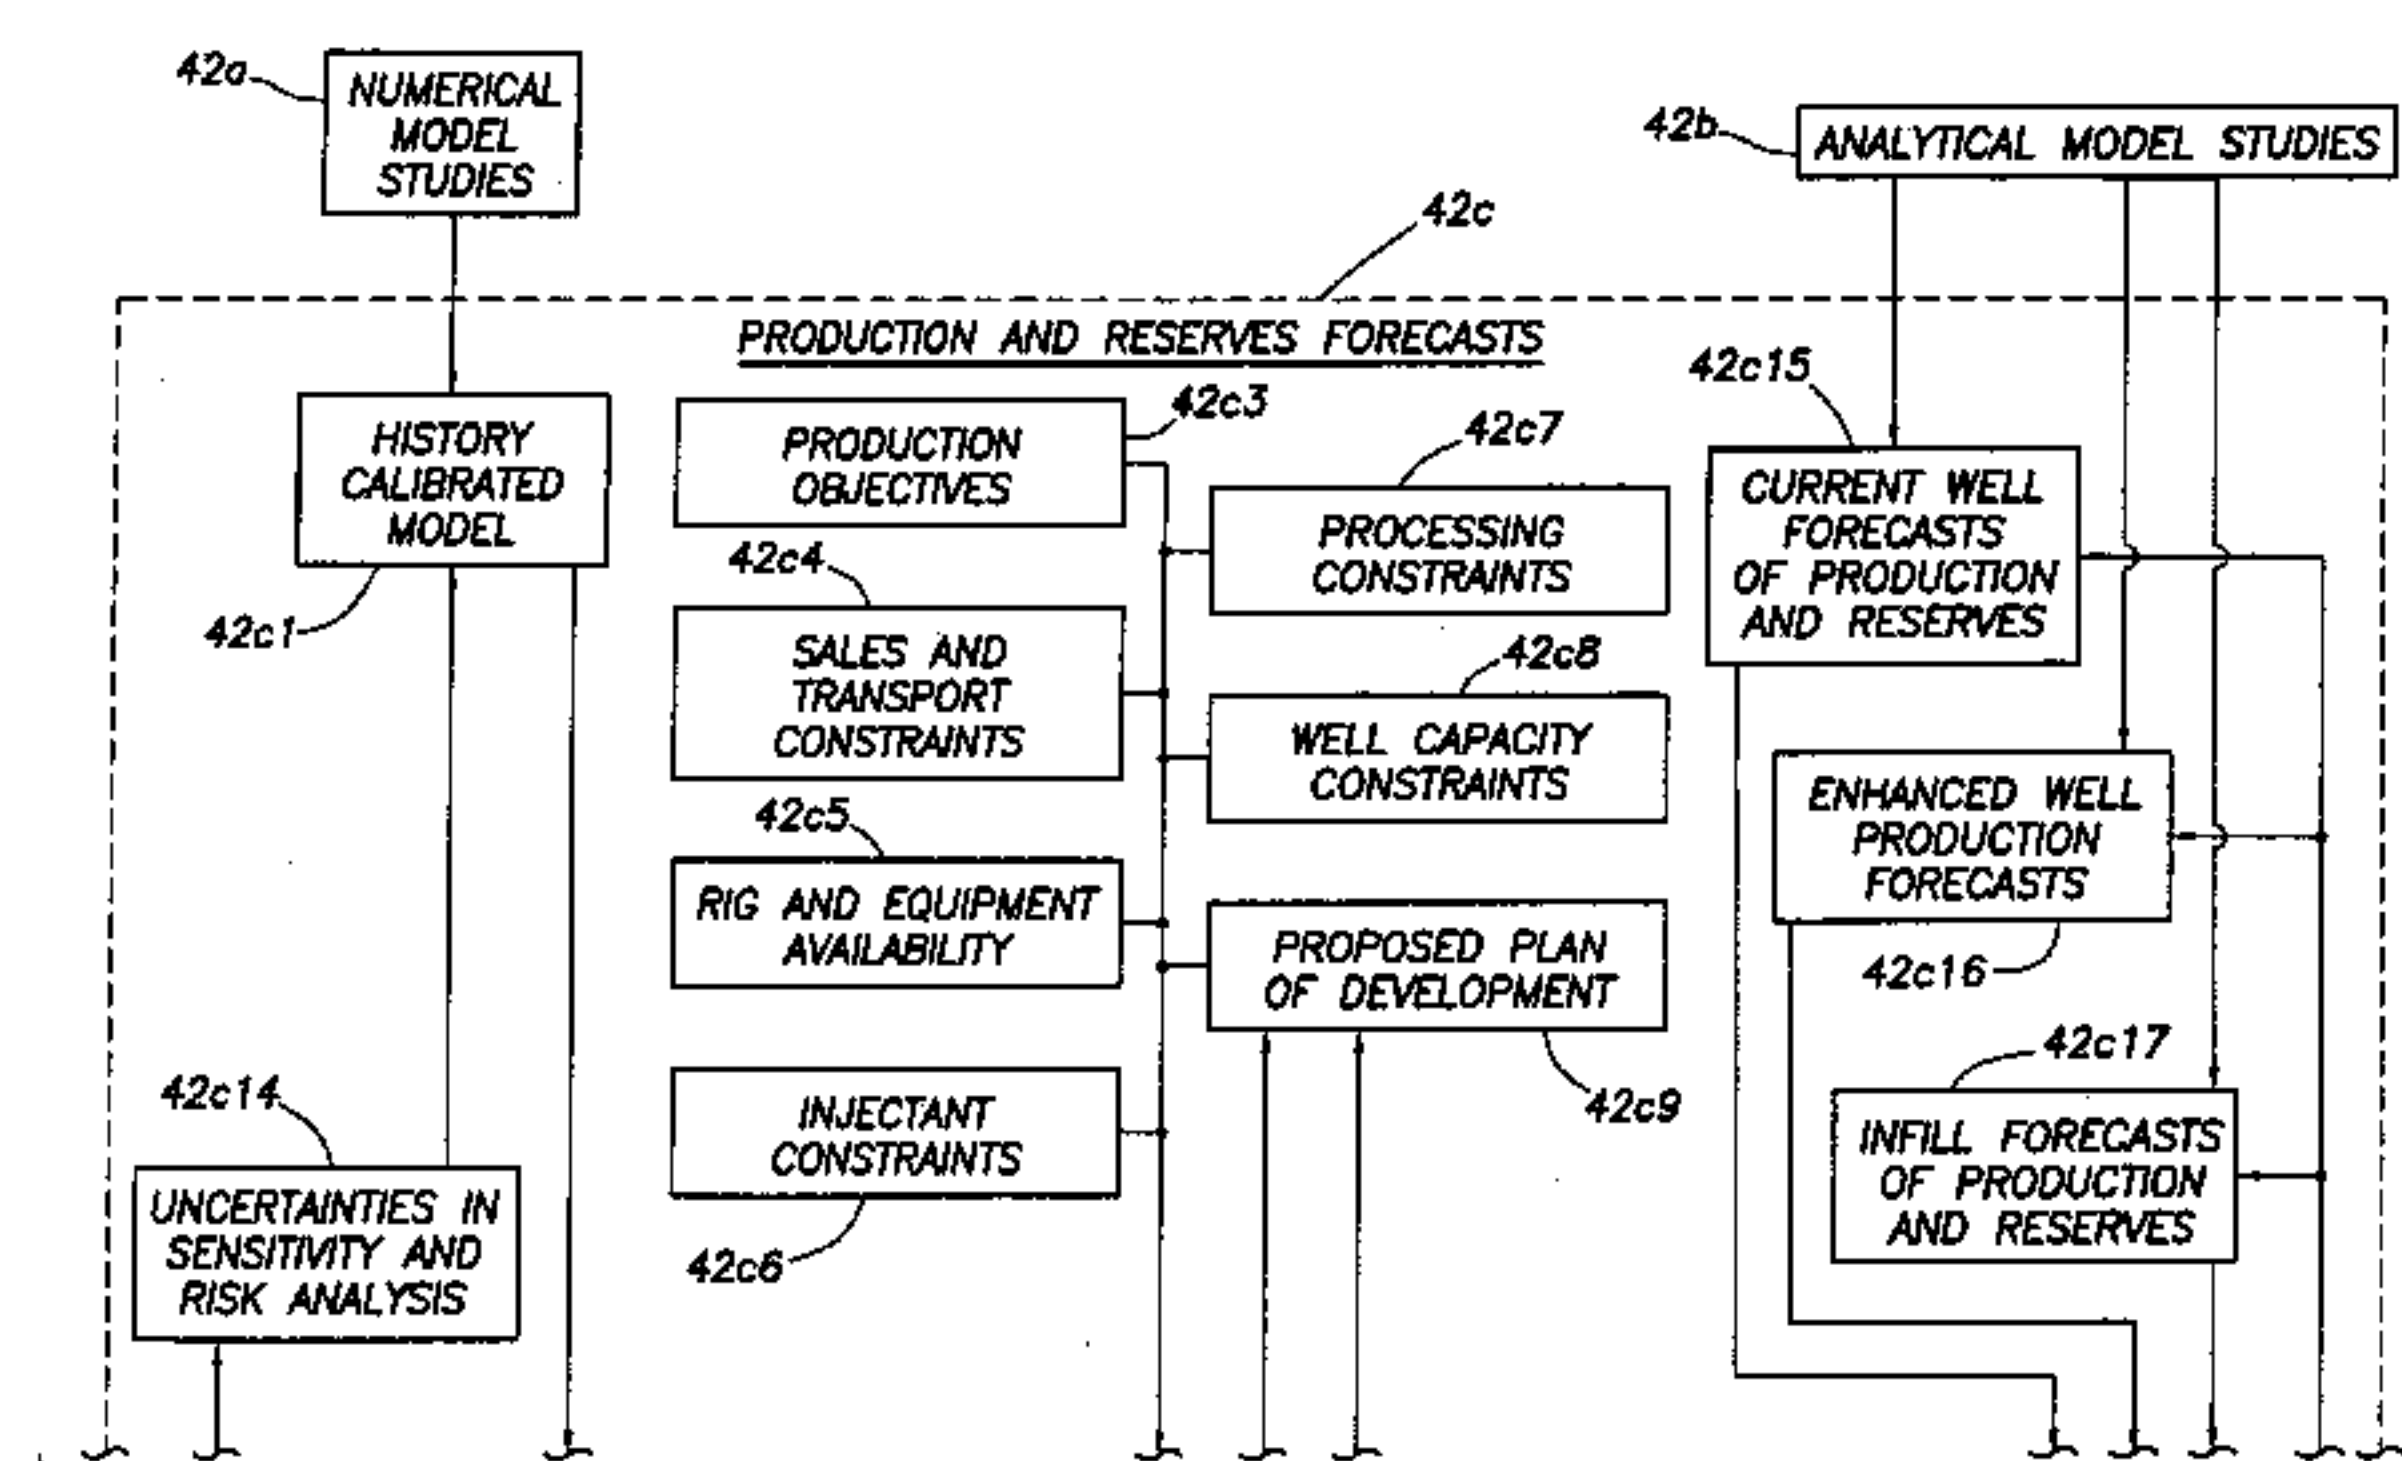 42a
NUMERICAL
MODEL
STUDIES
42b
ANALYTICAL MODEL STUDIES
42c
PRODUCTION AND RESERVES FORECASTS
HISTORY
CALIBRATED
MODEL
42c1
42c3
PRODUCTION
OBJECTIVES
42c4
SALES AND
TRANSPORT
CONSTRAINTS
42c5
RIG AND EQUIPMENT
AVAILABILITY
INJECTANT
CONSTRAINTS
42c6
42c7
PROCESSING
CONSTRAINTS
42c8
WELL CAPACITY
CONSTRAINTS
PROPOSED PLAN
OF DEVELOPMENT
42c9
42c14
UNCERTAINTIES IN
SENSITIVITY AND
RISK ANALYSIS
42c15
CURRENT WELL
FORECASTS
OF PRODUCTION
AND RESERVES
ENHANCED WELL
PRODUCTION
FORECASTS
42c16
42c17
INFILL FORECASTS
OF PRODUCTION
AND RESERVES